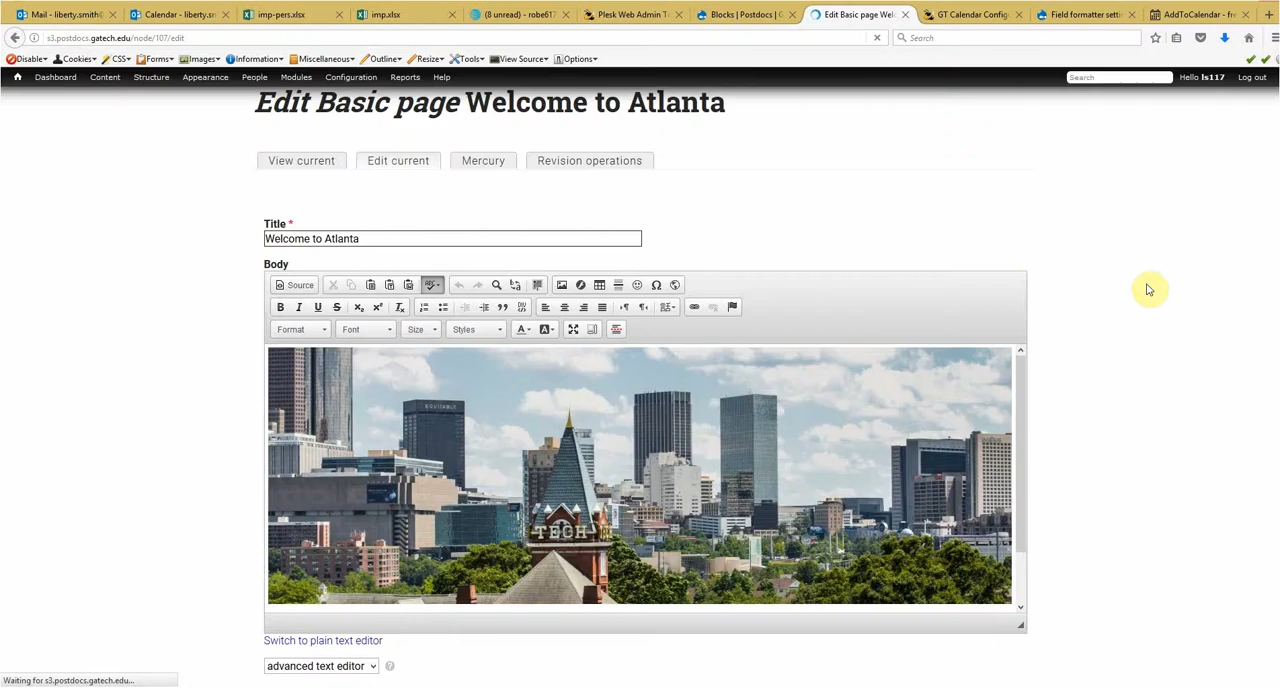 Mail - liberty.smith@
Calendar - liberty.sm
imp-pers.xlsx
imp.xlsx
(8 unread) - robe617
Plesk Web Admin T
Blocks | Postdocs | G
Edit Basic page Wel
GT Calendar Config
Field formatter setti
AddToCalendar - fre
s3.postdocs.gatech.edu/node/107/edit
Search
Disable
Cookies
CSS
Forms
Images
Information
Miscellaneous
Outline
Resize
Tools
View Source
Options
Dashboard
Content
Structure
Appearance
People
Modules
Configuration
Reports
Help
Search
Hello ls117
Log out
Edit Basic page Welcome to Atlanta
View current
Edit current
Mercury
Revision operations
Title *
Welcome to Atlanta
Body
Source
Format
Font
Size
Styles
EQUITABLE
TECH
Switch to plain text editor
advanced text editor
Waiting for s3.postdocs.gatech.edu...